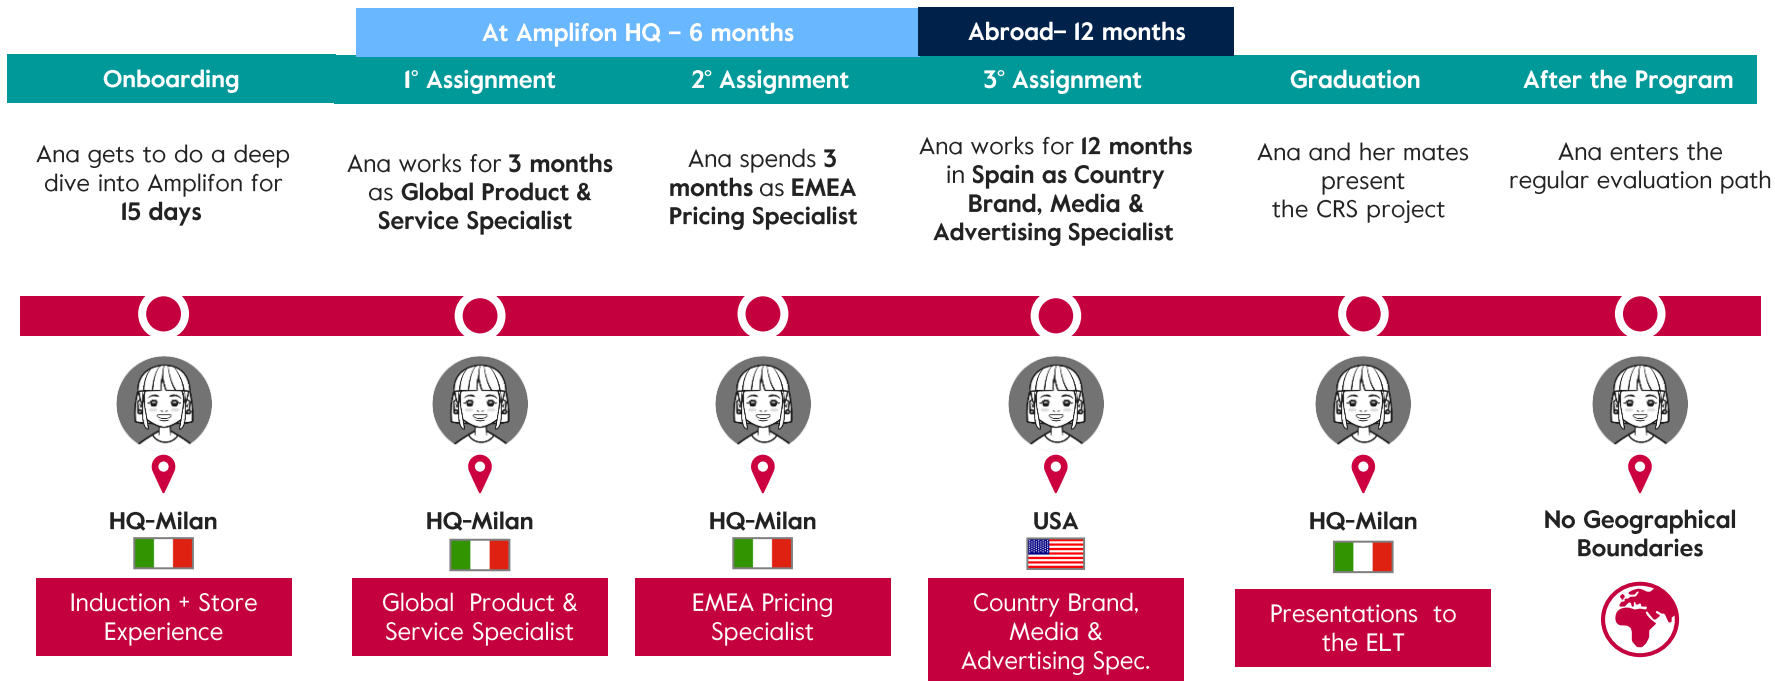 At Amplifon HQ – 6 months
Abroad– 12 months
Onboarding
1° Assignment
2° Assignment
3° Assignment
Graduation
After the Program
Ana gets to do a deep
dive into Amplifon for
15 days
Ana works for 3 months
as Global Product &
Service Specialist
Ana spends 3
months as EMEA
Pricing Specialist
Ana works for 12 months
in Spain as Country
Brand, Media &
Advertising Specialist
Ana and her mates
present
the CRS project
Ana enters the
regular evaluation path
HQ-Milan
HQ-Milan
HQ-Milan
USA
HQ-Milan
No Geographical
Boundaries
Induction + Store
Experience
Global Product &
Service Specialist
EMEA Pricing
Specialist
Country Brand,
Media &
Advertising Spec.
Presentations to
the ELT